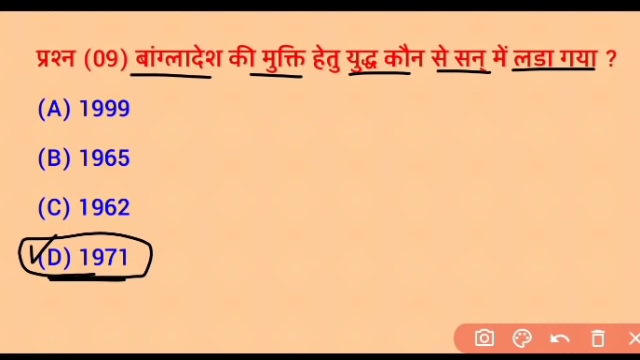 प्रश्न (09) बांग्लादेश की मुक्ति हेतु युद्ध कौन से सन् में लडा गया ?
(A) 1999
(B) 1965
(C) 1962
(D) 1971